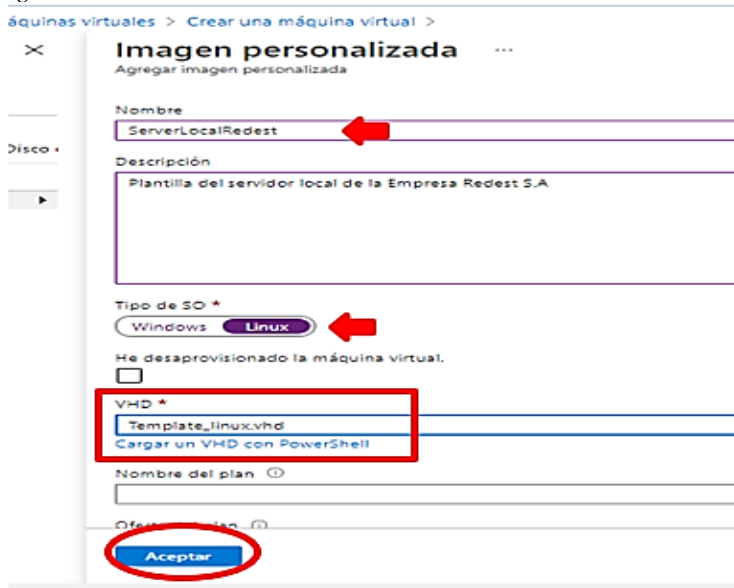 áquinas virtuales > Crear una máquina virtual >
Imagen personalizada ...
Agregar imagen personalizada
Nombre
ServerLocalRedest
Disco
Descripción
Plantilla del servidor local de la Empresa Redest S.A
Tipo de SO *
Windows Linux
He desaprovisionado la máquina virtual.
VHD *
Template_linux.vhd
Cargar un VHD con PowerShell
Nombre del plan
plan
Aceptar